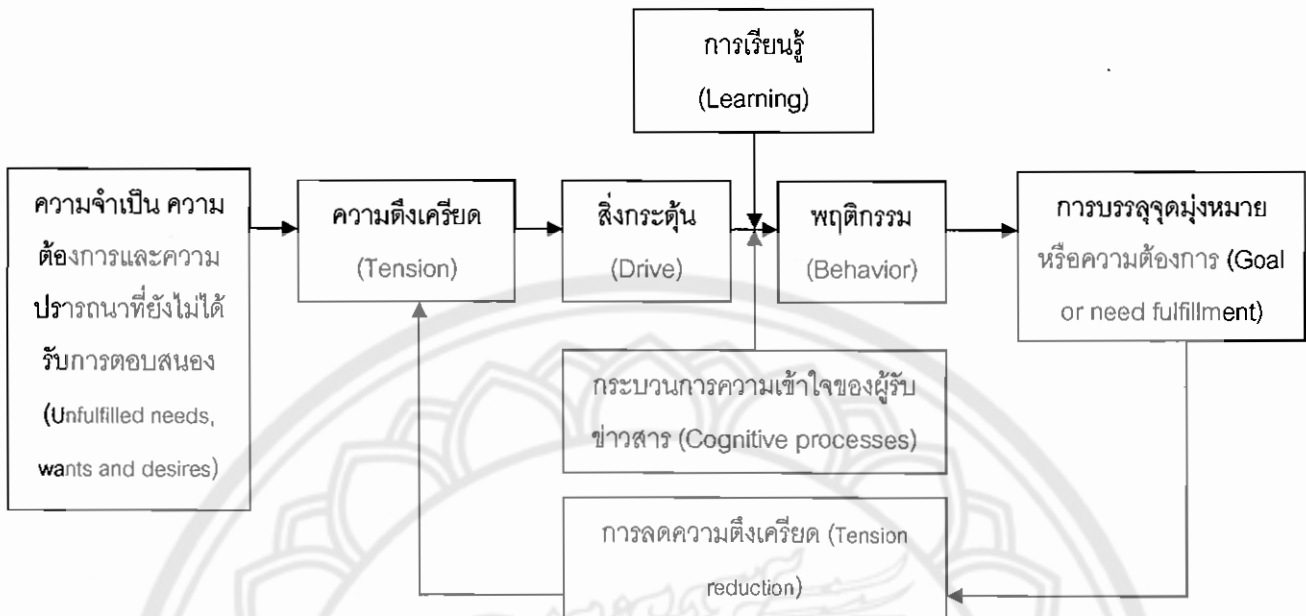 การเรียนรู้
(Learning)
ความจำเป็น ความ
ต้องการและความ
ปรารถนาที่ยังไม่ได้
รับการตอบสนอง
(Unfulfilled needs,
wants and desires)
ความตึงเครียด
(Tension)
สิ่งกระตุ้น
(Drive)
พฤติกรรม
(Behavior)
การบรรลุจุดมุ่งหมาย
หรือความต้องการ (Goal
or need fulfillment)
กระบวนการความเข้าใจของผู้รับ
ข่าวสาร (Cognitive processes)
การลดความตึงเครียด (Tension
reduction)